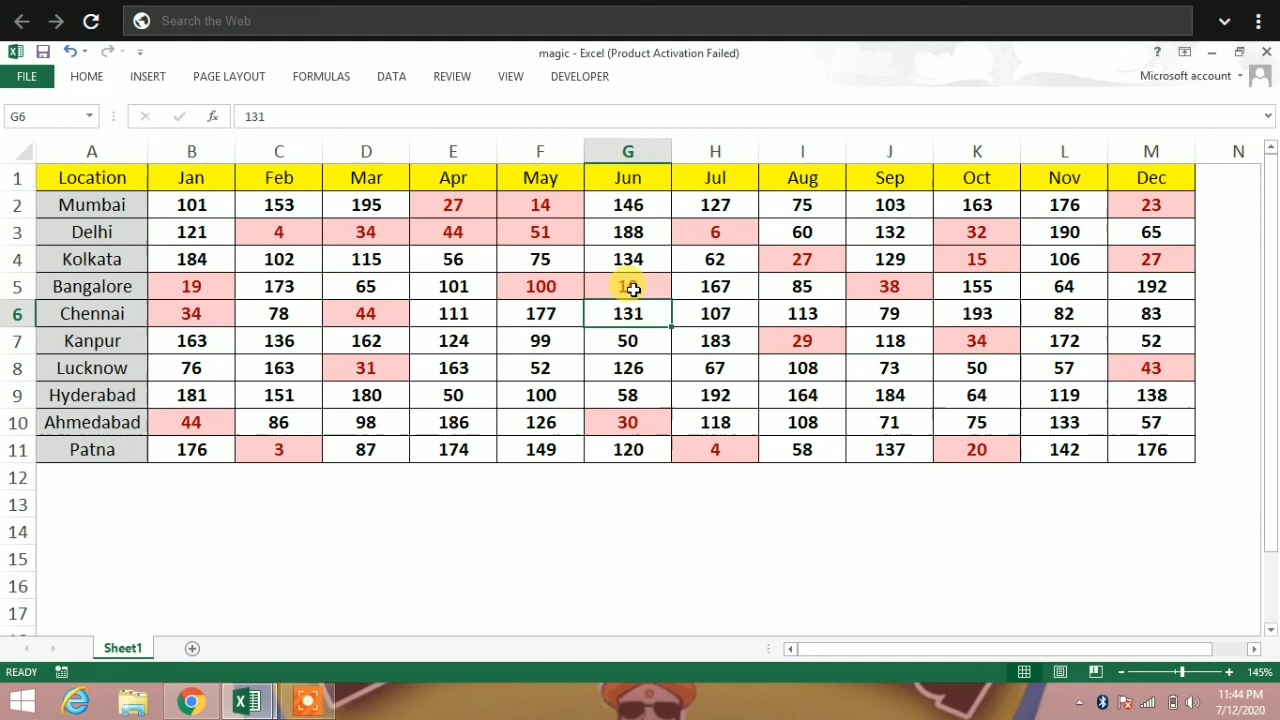 Search the Web
magic - Excel (Product Activation Failed)
?
FILE HOME INSERT PAGE LAYOUT FORMULAS DATA REVIEW VIEW DEVELOPER Microsoft account
G6 fx 131
A B C D E F G H I J K L M N
1 Location Jan Feb Mar Apr May Jun Jul Aug Sep Oct Nov Dec
2 Mumbai 101 153 195 27 14 146 127 75 103 163 176 23
3 Delhi 121 4 34 44 51 188 6 60 132 32 190 65
4 Kolkata 184 102 115 56 75 134 62 27 129 15 106 27
5 Bangalore 19 173 65 101 100 167 85 38 155 64 192
6 Chennai 34 78 44 111 177 131 107 113 79 193 82 83
7 Kanpur 163 136 162 124 99 50 183 29 118 34 172 52
8 Lucknow 76 163 31 163 52 126 67 108 73 50 57 43
9 Hyderabad 181 151 180 50 100 58 192 164 184 64 119 138
10 Ahmedabad 44 86 98 186 126 30 118 108 71 75 133 57
11 Patna 176 3 87 174 149 120 4 58 137 20 142 176
12
13
14
15
16
17
Sheet1
READY 145%
11:44 PM
7/12/2020